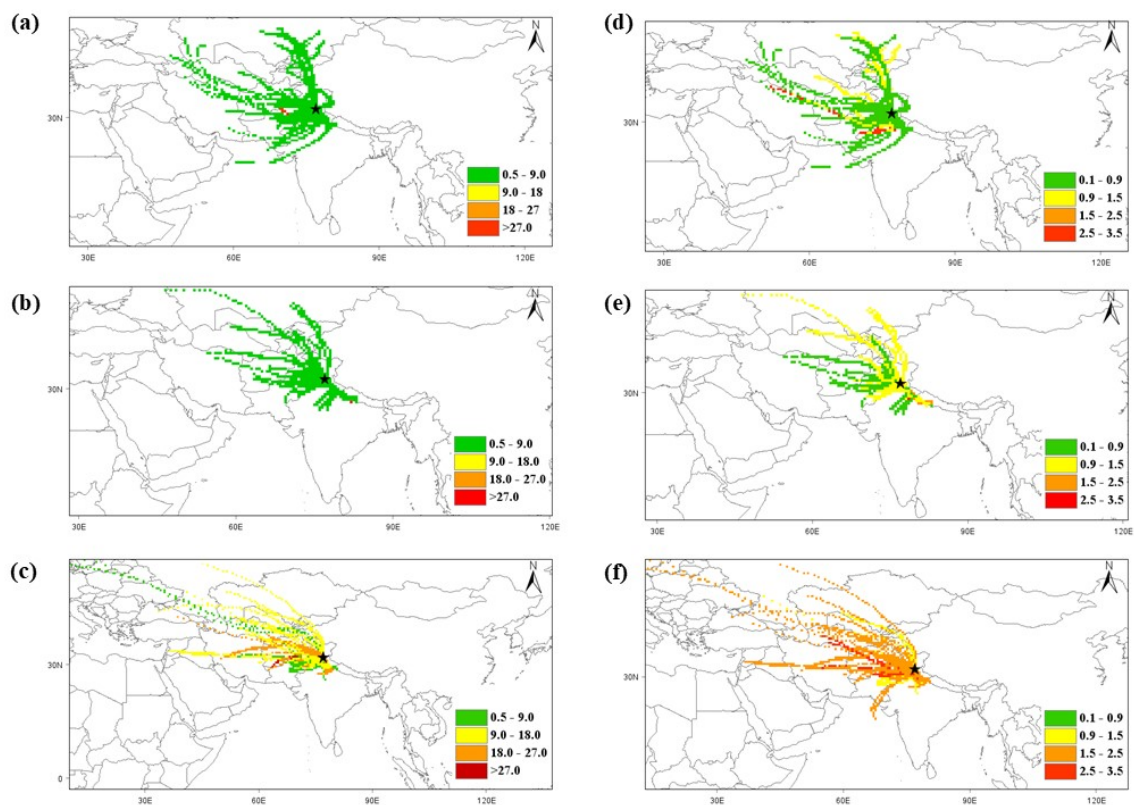 (a)
N
30N
0.5 - 9.0
9.0 - 18
18 - 27
>27.0
30E
60E
90E
120E
(d)
N
30N
0.1 - 0.9
0.9 - 1.5
1.5 - 2.5
2.5 - 3.5
30E
60E
90E
120E
(b)
N
30N
0.5 - 9.0
9.0 - 18.0
18.0 - 27.0
>27.0
30E
60E
90E
120E
(e)
N
30N
0.1 - 0.9
0.9 - 1.5
1.5 - 2.5
2.5 - 3.5
30E
60E
90E
120E
(c)
N
30N
0.5 - 9.0
9.0 - 18.0
18.0 - 27.0
>27.0
0
30E
60E
90E
120E
(f)
N
30N
0.1 - 0.9
0.9 - 1.5
1.5 - 2.5
2.5 - 3.5
30E
60E
90E
120E